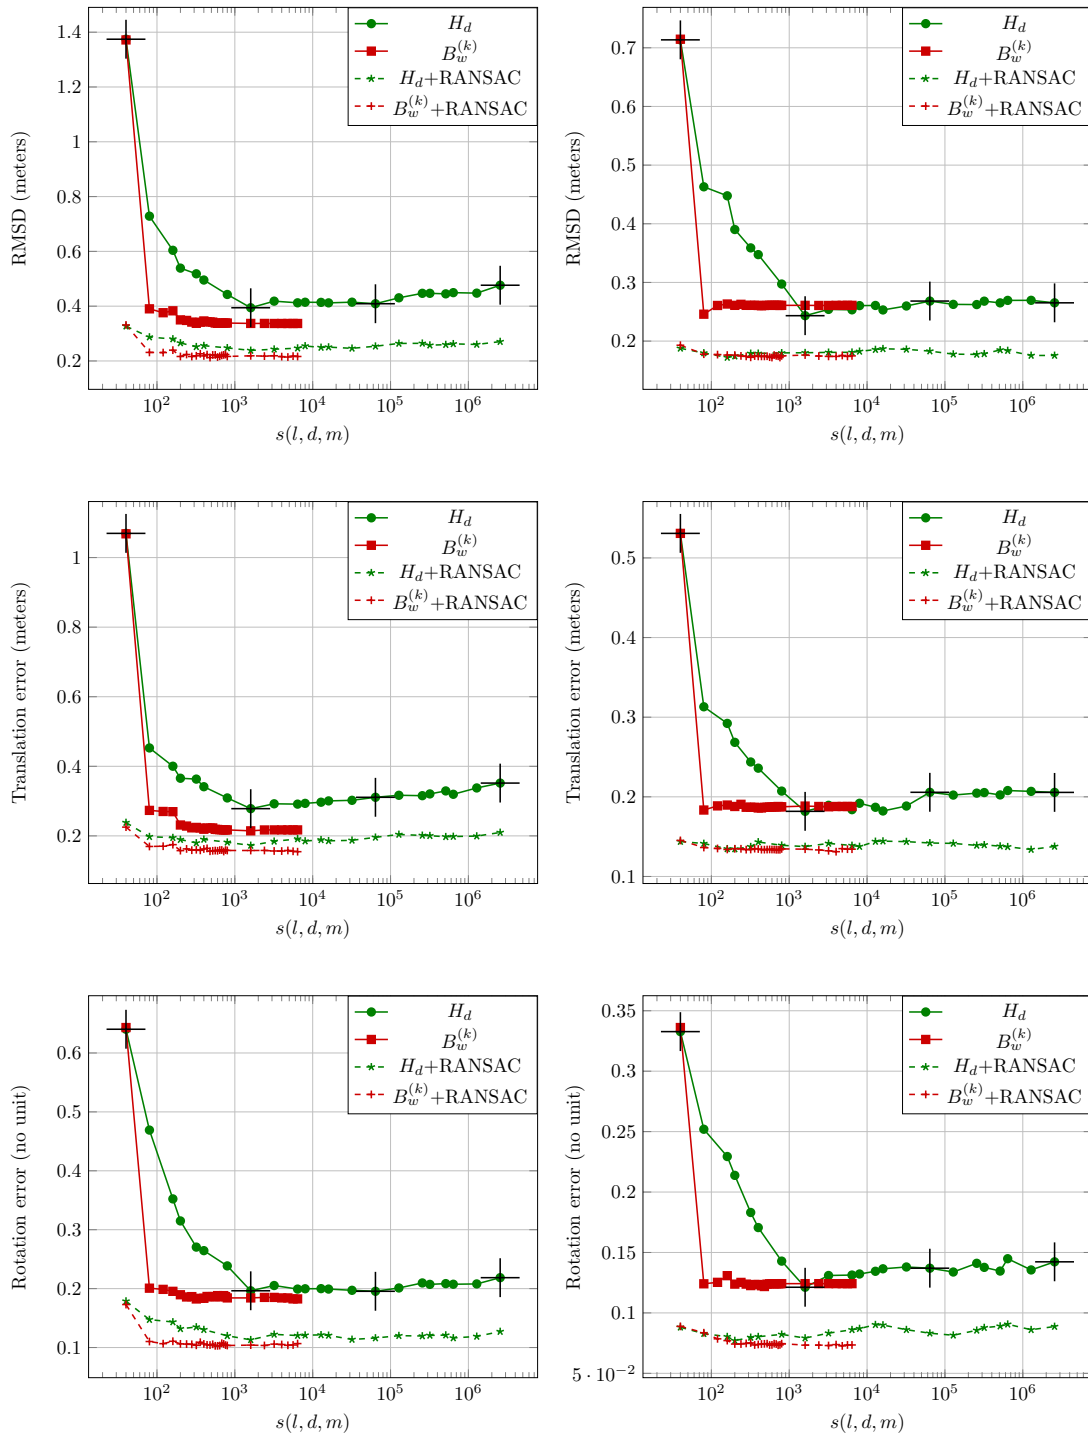 1.4
1.2
1
0.8
0.6
0.4
0.2
RMSD (meters)
10^2 10^3 10^4 10^5 10^6
s(l, d, m)
H_d
B_w^(k)
H_d+RANSAC
B_w^(k)+RANSAC
0.7
0.6
0.5
0.4
0.3
0.2
RMSD (meters)
10^2 10^3 10^4 10^5 10^6
s(l, d, m)
H_d
B_w^(k)
H_d+RANSAC
B_w^(k)+RANSAC
1
0.8
0.6
0.4
0.2
Translation error (meters)
10^2 10^3 10^4 10^5 10^6
s(l, d, m)
H_d
B_w^(k)
H_d+RANSAC
B_w^(k)+RANSAC
0.5
0.4
0.3
0.2
0.1
Translation error (meters)
10^2 10^3 10^4 10^5 10^6
s(l, d, m)
H_d
B_w^(k)
H_d+RANSAC
B_w^(k)+RANSAC
0.6
0.5
0.4
0.3
0.2
0.1
Rotation error (no unit)
10^2 10^3 10^4 10^5 10^6
s(l, d, m)
H_d
B_w^(k)
H_d+RANSAC
B_w^(k)+RANSAC
0.35
0.3
0.25
0.2
0.15
0.1
5 · 10^−2
Rotation error (no unit)
10^2 10^3 10^4 10^5 10^6
s(l, d, m)
H_d
B_w^(k)
H_d+RANSAC
B_w^(k)+RANSAC